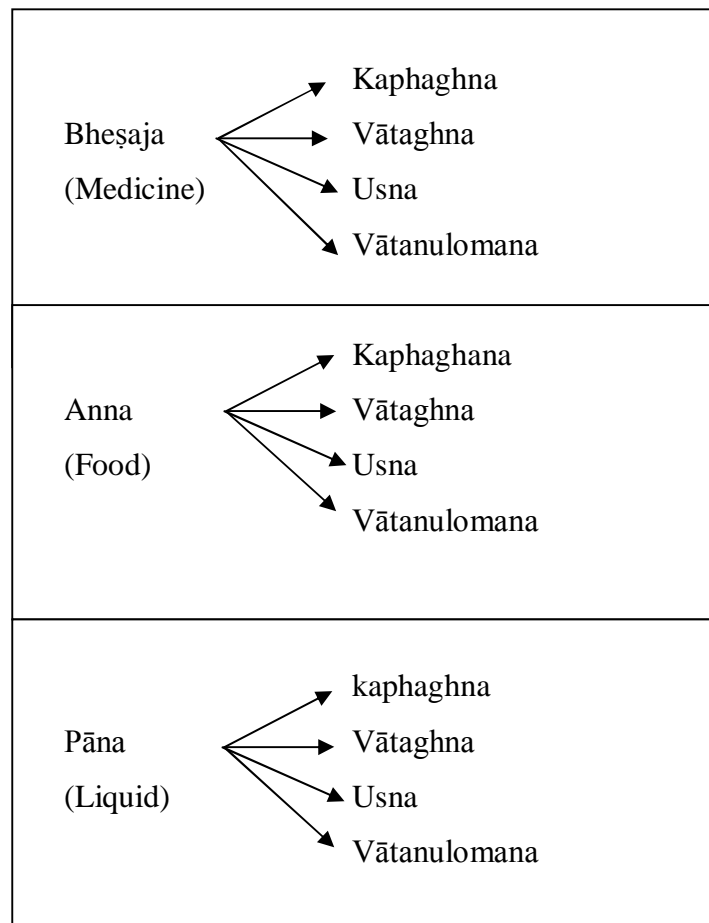 Kaphaghna
Bheṣaja
Vātaghna
(Medicine)
Usna
Vātanulomana
Kaphaghana
Anna
Vātaghna
(Food)
Usna
Vātanulomana
kaphaghna
Pāna
Vātaghna
(Liquid)
Usna
Vātanulomana